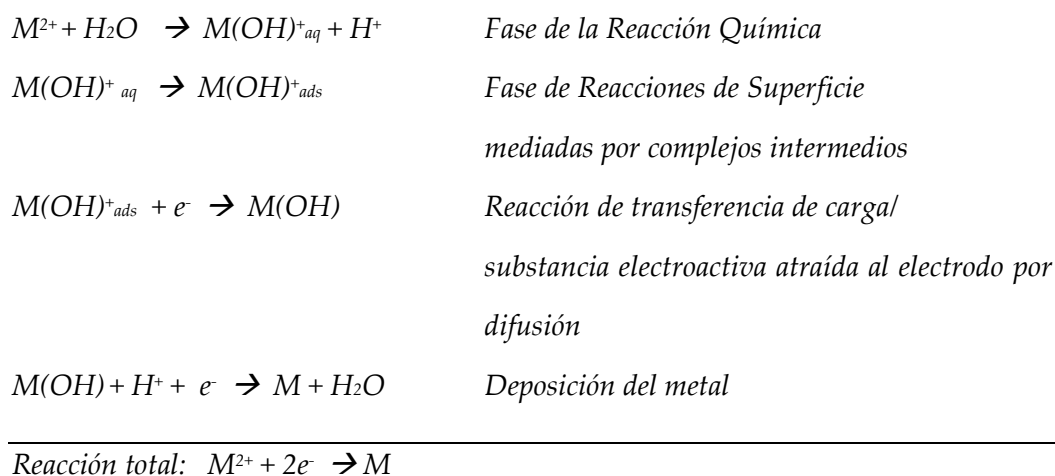 M²⁺ + H₂O → M(OH)⁺aq + H⁺ Fase de la Reacción Química
M(OH)⁺ aq → M(OH)⁺ads Fase de Reacciones de Superficie
mediadas por complejos intermedios
M(OH)⁺ads + e⁻ → M(OH) Reacción de transferencia de carga/
substancia electroactiva atraída al electrodo por
difusión
M(OH) + H⁺ + e⁻ → M + H₂O Deposición del metal
Reacción total: M²⁺ + 2e⁻ → M